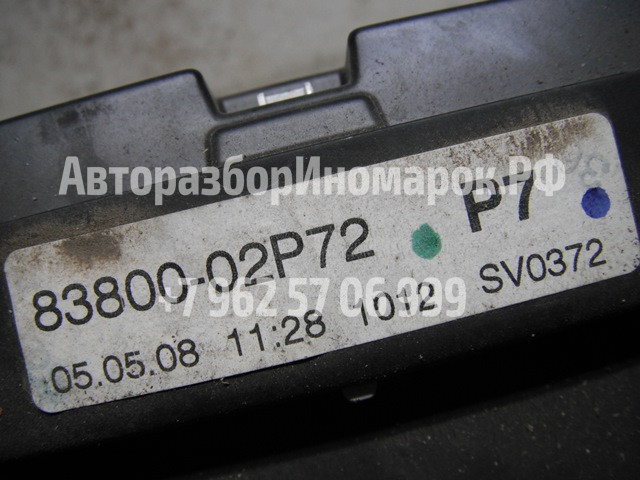 АвторазборИномарок.РФ
83800-02P72 P7
+7 962 57 06 099
05.05.08 11:28 1012 SV0372